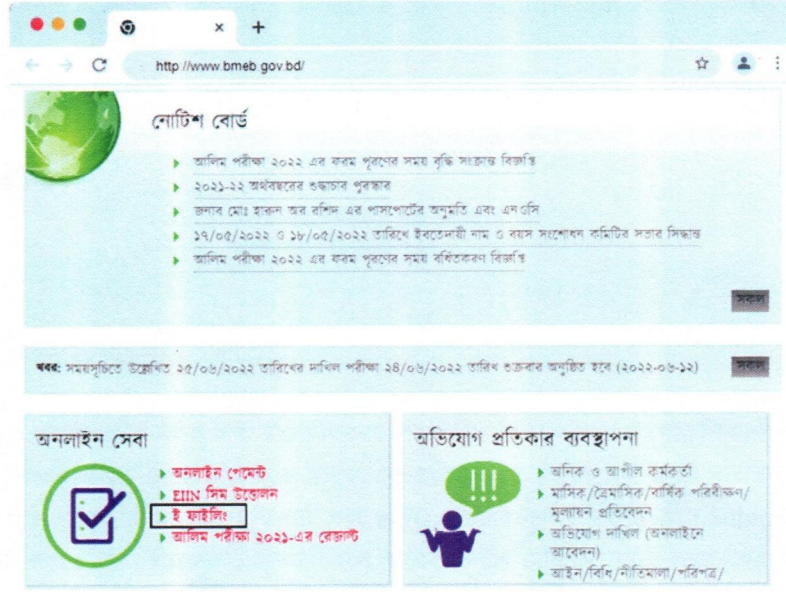 http://www.bmeb.gov.bd/
নোটিশ বোর্ড
আলিম পরীক্ষা ২০২২ এর ফরম পূরণের সময় বৃদ্ধি সংক্রান্ত বিজ্ঞপ্তি
২০২১-২২ অর্থবছরের শুদ্ধাচার পুরস্কার
জনাব মোঃ হারুন অর রশিদ এর পাসপোর্টের অনুমতি এবং এনওসি
১৭/০৫/২০২২ ও ১৮/০৫/২০২২ তারিখে ইবতেদায়ী নাম ও বয়স সংশোধন কমিটির সভার সিদ্ধান্ত
আলিম পরীক্ষা ২০২২ এর ফরম পূরণের সময় বর্ধিতকরণ বিজ্ঞপ্তি
সকল
খবর: সময়সূচিতে উল্লেখিত ২৫/০৬/২০২২ তারিখের দাখিল পরীক্ষা ২৪/০৬/২০২২ তারিখ শুক্রবার অনুষ্ঠিত হবে (২০২২-০৬-১২)
সকল
অনলাইন সেবা
অনলাইন পেমেন্ট
EIIN সিম উত্তোলন
ই ফাইলিং
আলিম পরীক্ষা ২০২১-এর রেজাল্ট
অভিযোগ প্রতিকার ব্যবস্থাপনা
অনিক ও আপীল কর্মকর্তা
মাসিক/ত্রৈমাসিক/বার্ষিক পরিবীক্ষণ/
মূল্যায়ন প্রতিবেদন
অভিযোগ দাখিল (অনলাইনে
আবেদন)
আইন/বিধি/নীতিমালা/পরিপত্র/